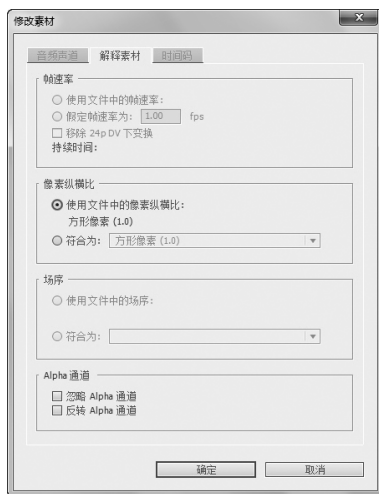 修改素材
音频声道 解释素材 时间码
帧速率
使用文件中的帧速率:
假定帧速率为: 1.00 fps
移除 24p DV 下变换
持续时间:
像素纵横比
使用文件中的像素纵横比:
方形像素 (1.0)
符合为: 方形像素 (1.0)
场序
使用文件中的场序:
符合为:
Alpha 通道
忽略 Alpha 通道
反转 Alpha 通道
确定 取消